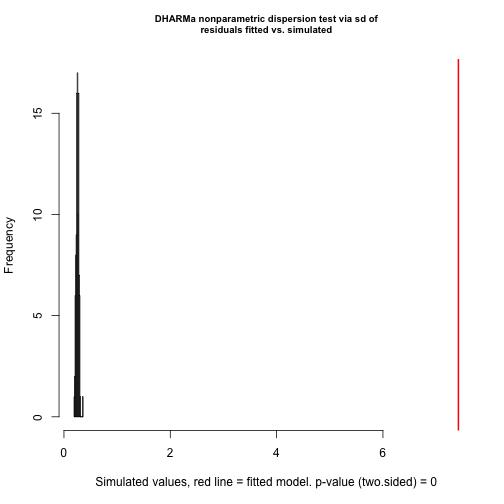 DHARMa nonparametric dispersion test via sd of
residuals fitted vs. simulated
Frequency
15
10
5
0
0 2 4 6
Simulated values, red line = fitted model. p-value (two.sided) = 0